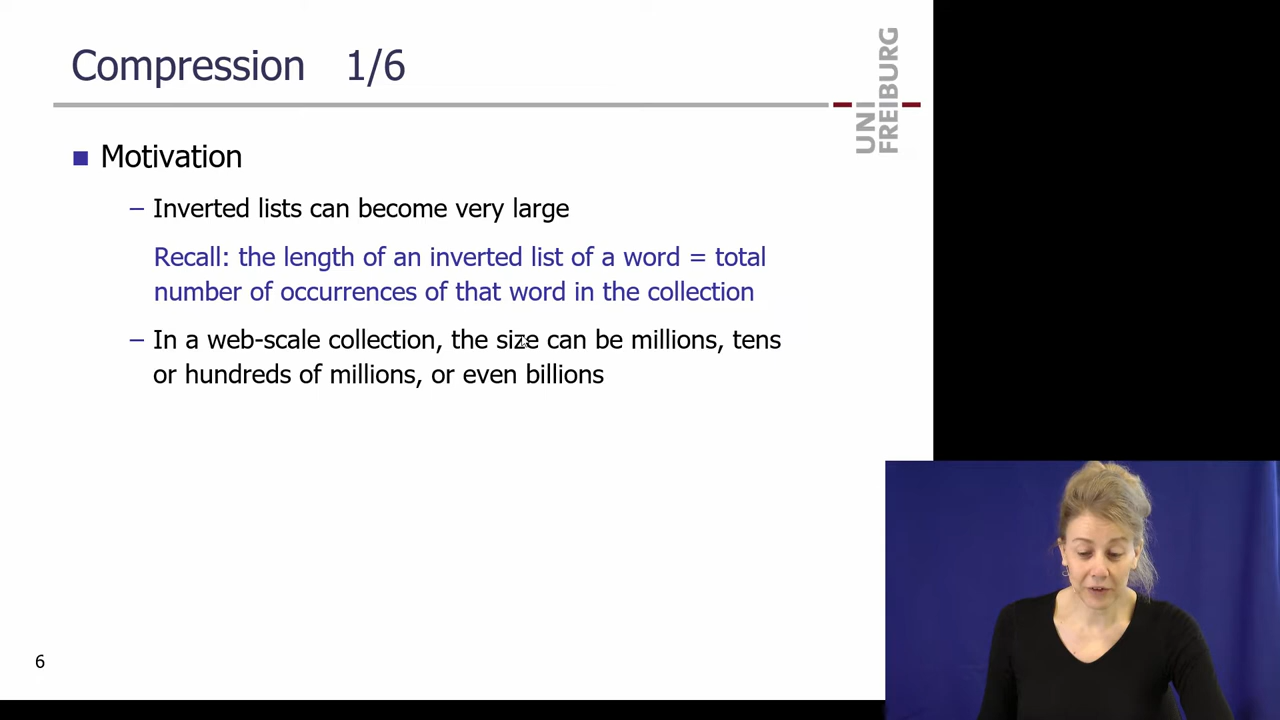 Compression 1/6
UNI
FREIBURG
Motivation
– Inverted lists can become very large
Recall: the length of an inverted list of a word = total
number of occurrences of that word in the collection
– In a web-scale collection, the size can be millions, tens
or hundreds of millions, or even billions
6